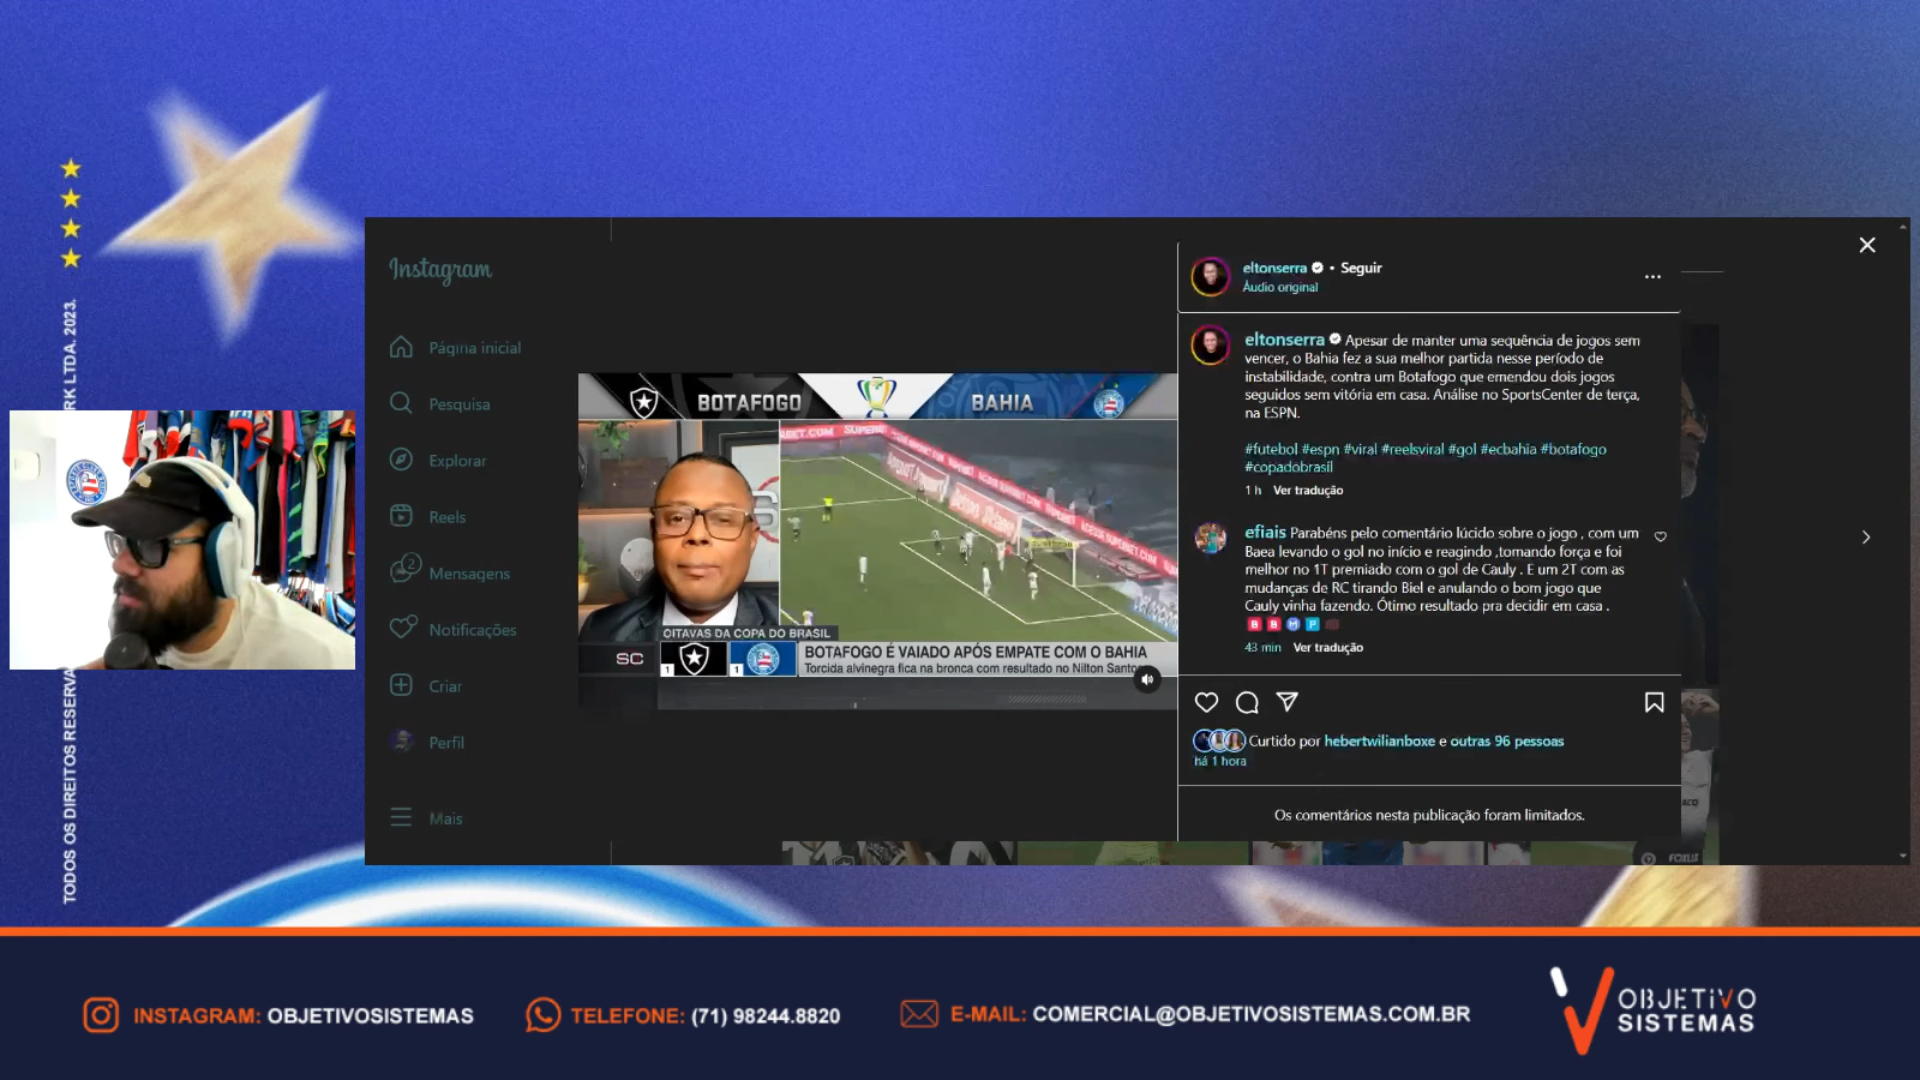 TODOS OS DIREITOS RESERVA
RK LTDA. 2023.
Instagram
Página inicial
Pesquisa
Explorar
Reels
2
Mensagens
Notificações
Criar
Perfil
Mais
BOTAFOGO
BAHIA
OITAVAS DA COPA DO BRASIL
SC
1
1
BOTAFOGO É VAIADO APÓS EMPATE COM O BAHIA
Torcida alvinegra fica na bronca com resultado no Nilton Santos
eltonserra • Seguir
Áudio original
eltonserra Apesar de manter uma sequência de jogos sem
vencer, o Bahia fez a sua melhor partida nesse período de
instabilidade, contra um Botafogo que emendou dois jogos
seguidos sem vitória em casa. Análise no SportsCenter de terça,
na ESPN.
#futebol #espn #viral #reelsviral #gol #ecbahia #botafogo
#copadobrasil
1 h Ver tradução
efiais Parabéns pelo comentário lúcido sobre o jogo , com um
Baea levando o gol no início e reagindo ,tomando força e foi
melhor no 1T premiado com o gol de Cauly . E um 2T com as
mudanças de RC tirando Biel e anulando o bom jogo que
Cauly vinha fazendo. Ótimo resultado pra decidir em casa .
B B M P
43 min Ver tradução
Curtido por hebertwilianboxe e outras 96 pessoas
há 1 hora
Os comentários nesta publicação foram limitados.
INSTAGRAM: OBJETIVOSISTEMAS
TELEFONE: (71) 98244.8820
E-MAIL: COMERCIAL@OBJETIVOSISTEMAS.COM.BR
OBJETIVO
SISTEMAS